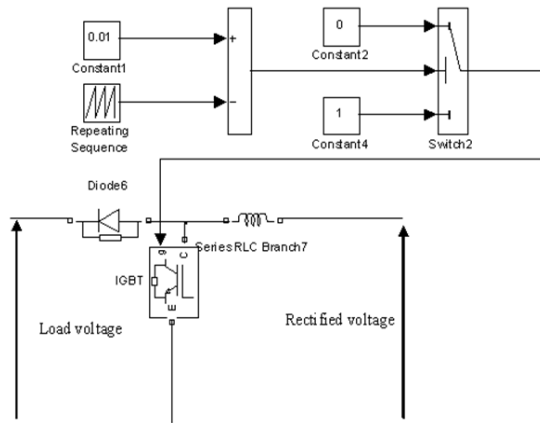 0.01
+
Constant1
−
Repeating
Sequence
0
Constant2
1
Constant4
Switch2
Diode6
Series RLC Branch7
g
C
IGBT
E
Load voltage
Rectified voltage